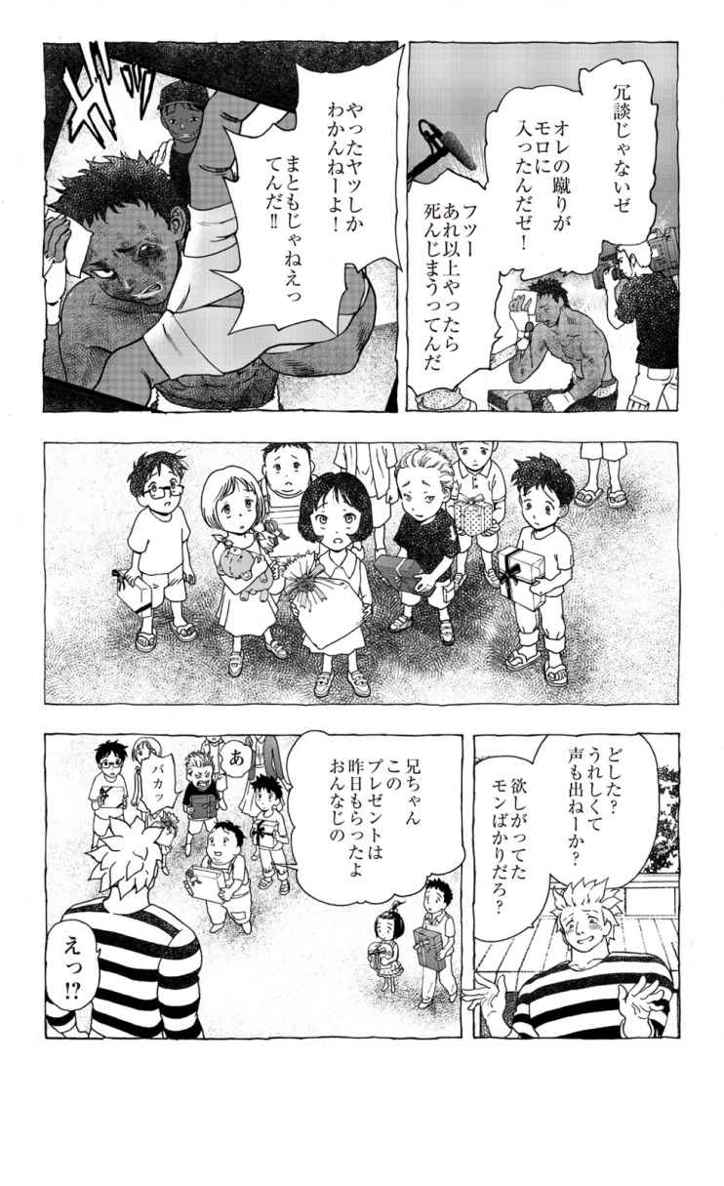 冗談じゃないぜ
オレの蹴りが
モロに
入ったんだぜ！
フツー
あれ以上やったら
死んじまうってんだ
やったヤツしか
わかんねーよ！
まともじゃねえっ
てんだ!!
ガッ
どした？
うれしくて
声も出ねーか？
欲しがってた
モンばかりだろ？
兄ちゃん
この
プレゼントは
昨日もらったよ
おんなじの
あ
バカッ
えっ!?